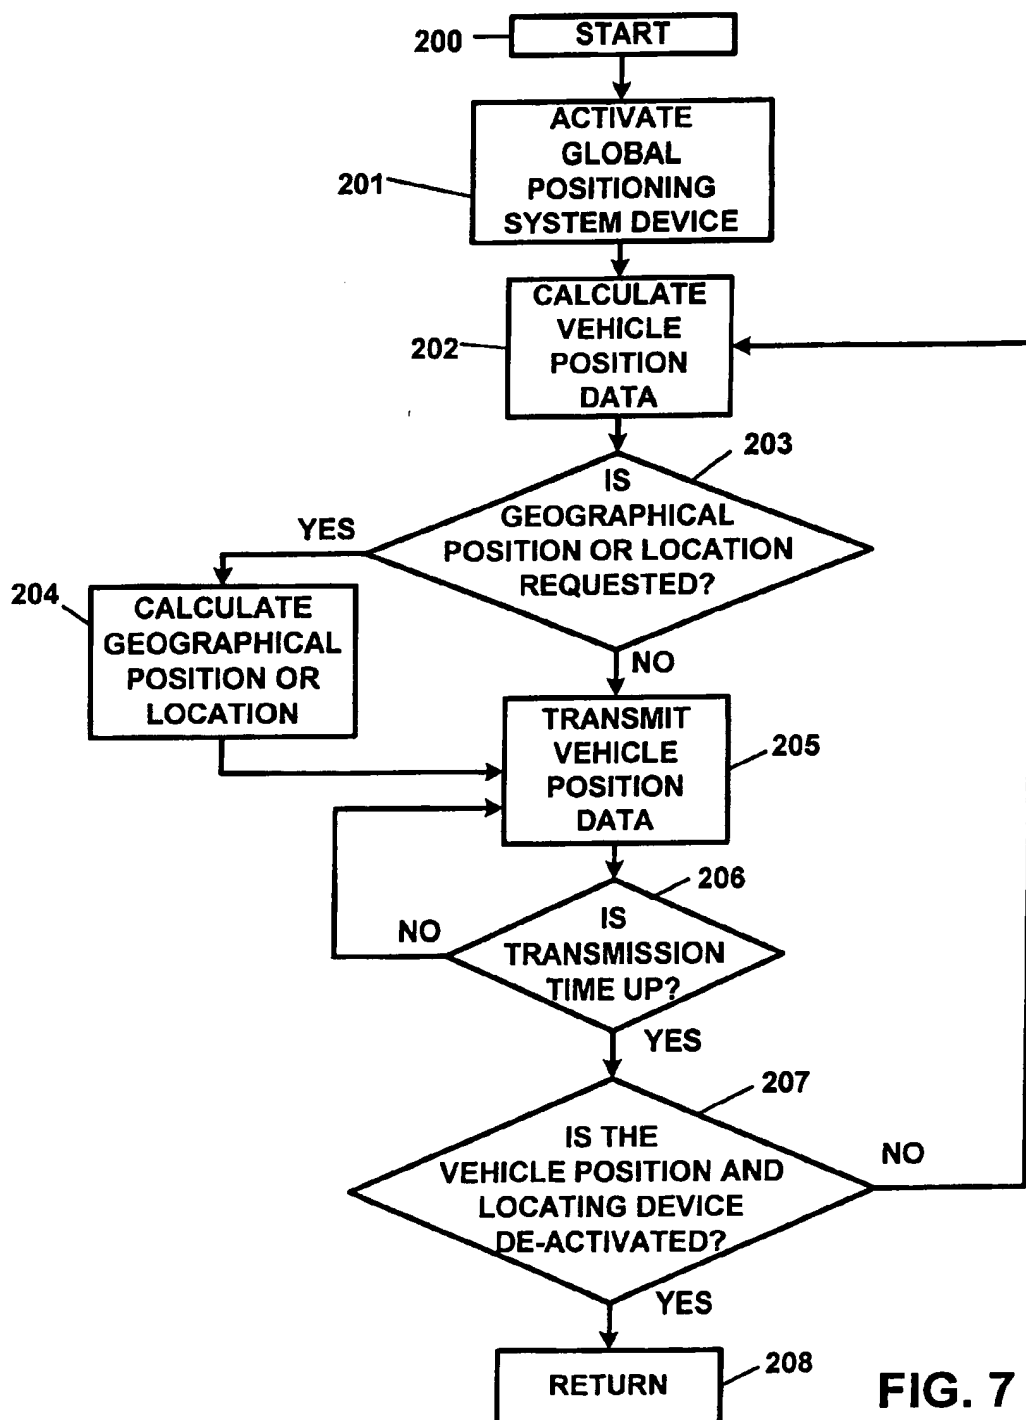 200
START
ACTIVATE
GLOBAL
POSITIONING
SYSTEM DEVICE
201
CALCULATE
VEHICLE
POSITION
DATA
202
203
IS
GEOGRAPHICAL
POSITION OR LOCATION
REQUESTED?
YES
204
CALCULATE
GEOGRAPHICAL
POSITION OR
LOCATION
NO
TRANSMIT
VEHICLE
POSITION
DATA
205
206
IS
TRANSMISSION
TIME UP?
NO
YES
207
IS THE
VEHICLE POSITION AND
LOCATING DEVICE
DE-ACTIVATED?
NO
YES
RETURN
208
FIG. 7